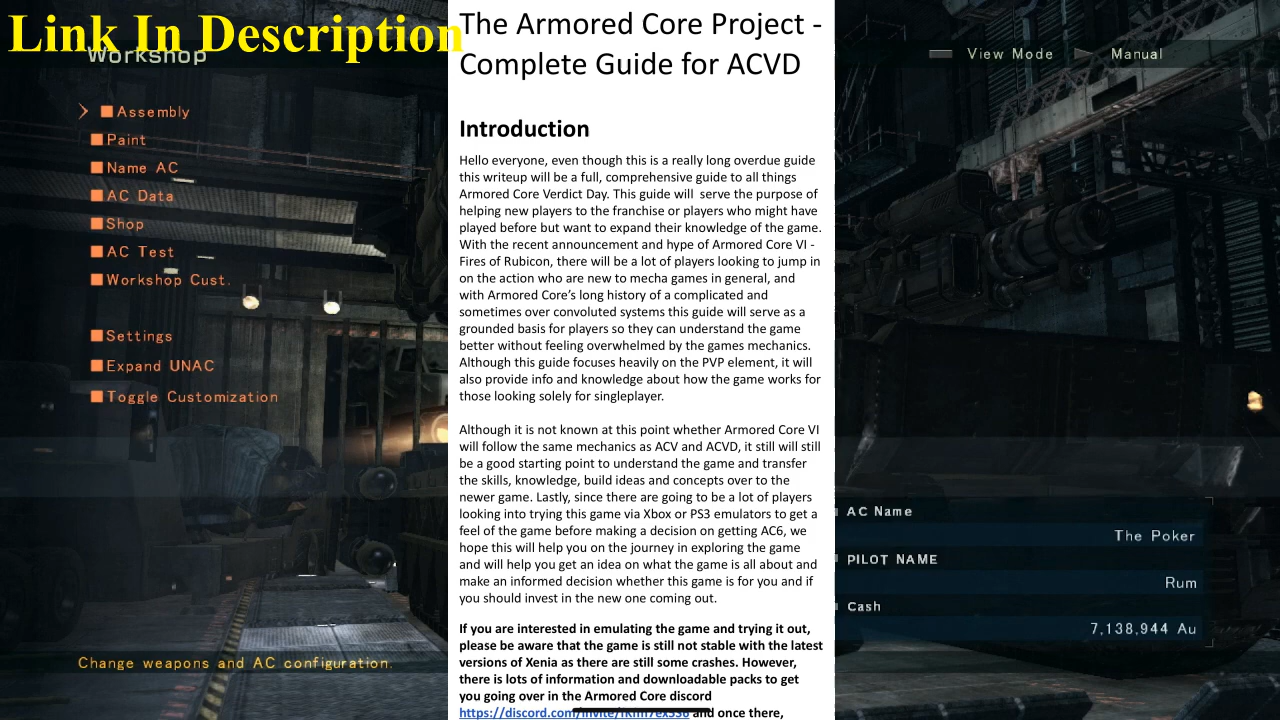 Link In Description
Workshop
Assembly
Paint
Name AC
AC Data
Shop
AC Test
Workshop Cust.
Settings
Expand UNAC
Toggle Customization
Change weapons and AC configuration.
The Armored Core Project -
Complete Guide for ACVD
Introduction
Hello everyone, even though this is a really long overdue guide
this writeup will be a full, comprehensive guide to all things
Armored Core Verdict Day. This guide will  serve the purpose of
helping new players to the franchise or players who might have
played before but want to expand their knowledge of the game.
With the recent announcement and hype of Armored Core VI -
Fires of Rubicon, there will be a lot of players looking to jump in
on the action who are new to mecha games in general, and
with Armored Core’s long history of a complicated and
sometimes over convoluted systems this guide will serve as a
grounded basis for players so they can understand the game
better without feeling overwhelmed by the games mechanics.
Although this guide focuses heavily on the PVP element, it will
also provide info and knowledge about how the game works for
those looking solely for singleplayer.
Although it is not known at this point whether Armored Core VI
will follow the same mechanics as ACV and ACVD, it still will still
be a good starting point to understand the game and transfer
the skills, knowledge, build ideas and concepts over to the
newer game. Lastly, since there are going to be a lot of players
looking into trying this game via Xbox or PS3 emulators to get a
feel of the game before making a decision on getting AC6, we
hope this will help you on the journey in exploring the game
and will help you get an idea on what the game is all about and
make an informed decision whether this game is for you and if
you should invest in the new one coming out.
If you are interested in emulating the game and trying it out,
please be aware that the game is still not stable with the latest
versions of Xenia as there are still some crashes. However,
there is lots of information and downloadable packs to get
you going over in the Armored Core discord
and once there,
View Mode
Manual
AC Name
The Poker
PILOT NAME
Rum
Cash
7,138,944 Au